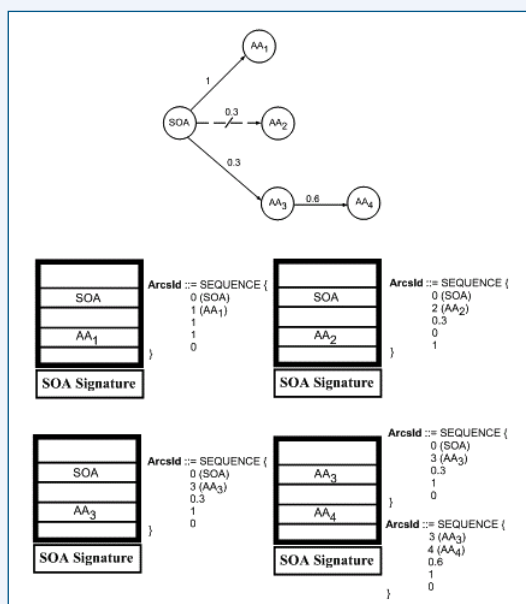 AA1
1
SOA
0.3
AA2
0.3
AA3
0.6
AA4
SOA
AA1
SOA Signature
ArcsId ::= SEQUENCE {
0 (SOA)
1 (AA1)
1
1
0
}
SOA
AA2
SOA Signature
ArcsId ::= SEQUENCE {
0 (SOA)
2 (AA2)
0.3
0
1
}
SOA
AA3
SOA Signature
ArcsId ::= SEQUENCE {
0 (SOA)
3 (AA3)
0.3
1
0
}
AA3
AA4
SOA Signature
ArcsId ::= SEQUENCE {
0 (SOA)
3 (AA3)
0.3
1
0
}
ArcsId ::= SEQUENCE {
3 (AA3)
4 (AA4)
0.6
1
0
}